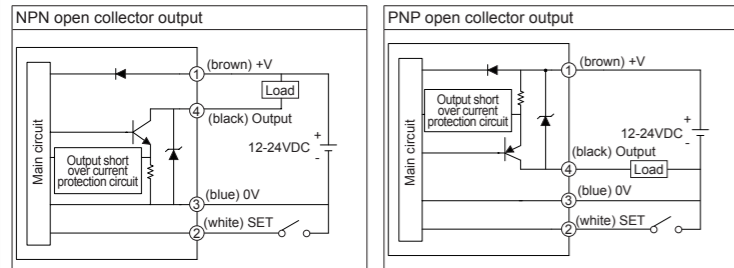 NPN open collector output
Main circuit
① (brown) +V
Load
④
(black) Output
Output short
over current
protection circuit
+
12-24VDC
-
(blue) 0V
③
② (white) SET
PNP open collector output
Main circuit
(brown) +V
①
Output short
over current
protection circuit
+
12-24VDC
-
(black) Output
④ Load
(blue) 0V
③
(white) SET
②